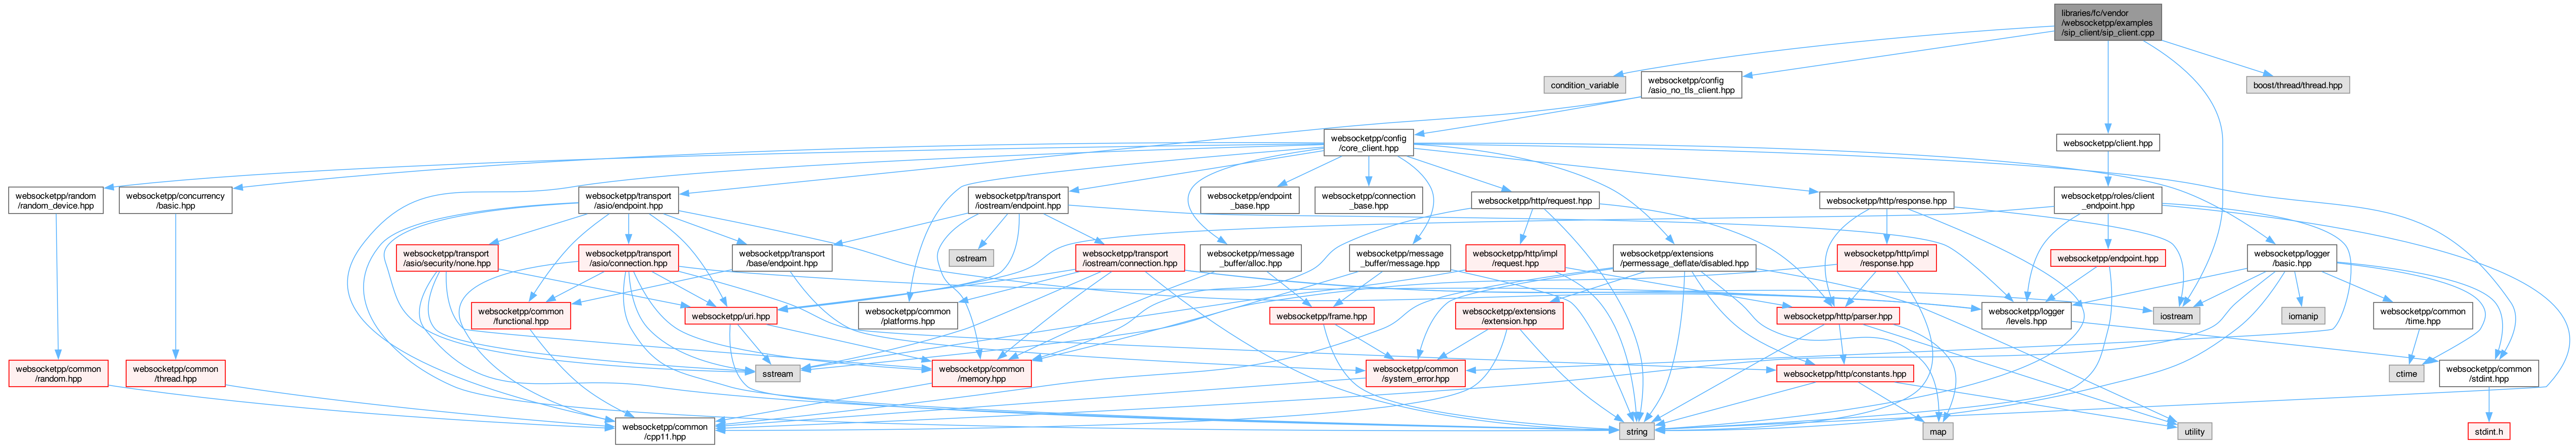 libraries/fc/vendor
/websocketpp/examples
/sip_client/sip_client.cpp
condition_variable
websocketpp/config
/asio_no_tls_client.hpp
boost/thread/thread.hpp
websocketpp/config
/core_client.hpp
websocketpp/client.hpp
websocketpp/random
/random_device.hpp
websocketpp/concurrency
/basic.hpp
websocketpp/transport
/asio/endpoint.hpp
websocketpp/transport
/iostream/endpoint.hpp
websocketpp/endpoint
_base.hpp
websocketpp/connection
_base.hpp
websocketpp/http/request.hpp
websocketpp/http/response.hpp
websocketpp/roles/client
_endpoint.hpp
websocketpp/transport
/asio/security/none.hpp
websocketpp/transport
/asio/connection.hpp
websocketpp/transport
/base/endpoint.hpp
ostream
websocketpp/transport
/iostream/connection.hpp
websocketpp/message
_buffer/alloc.hpp
websocketpp/message
_buffer/message.hpp
websocketpp/http/impl
/request.hpp
websocketpp/extensions
/permessage_deflate/disabled.hpp
websocketpp/http/impl
/response.hpp
websocketpp/endpoint.hpp
websocketpp/logger
/basic.hpp
websocketpp/common
/functional.hpp
websocketpp/uri.hpp
websocketpp/common
/platforms.hpp
websocketpp/frame.hpp
websocketpp/extensions
/extension.hpp
websocketpp/http/parser.hpp
websocketpp/logger
/levels.hpp
iostream
iomanip
websocketpp/common
/time.hpp
websocketpp/common
/random.hpp
websocketpp/common
/thread.hpp
sstream
websocketpp/common
/memory.hpp
websocketpp/common
/system_error.hpp
websocketpp/http/constants.hpp
ctime
websocketpp/common
/stdint.hpp
websocketpp/common
/cpp11.hpp
string
map
utility
stdint.h